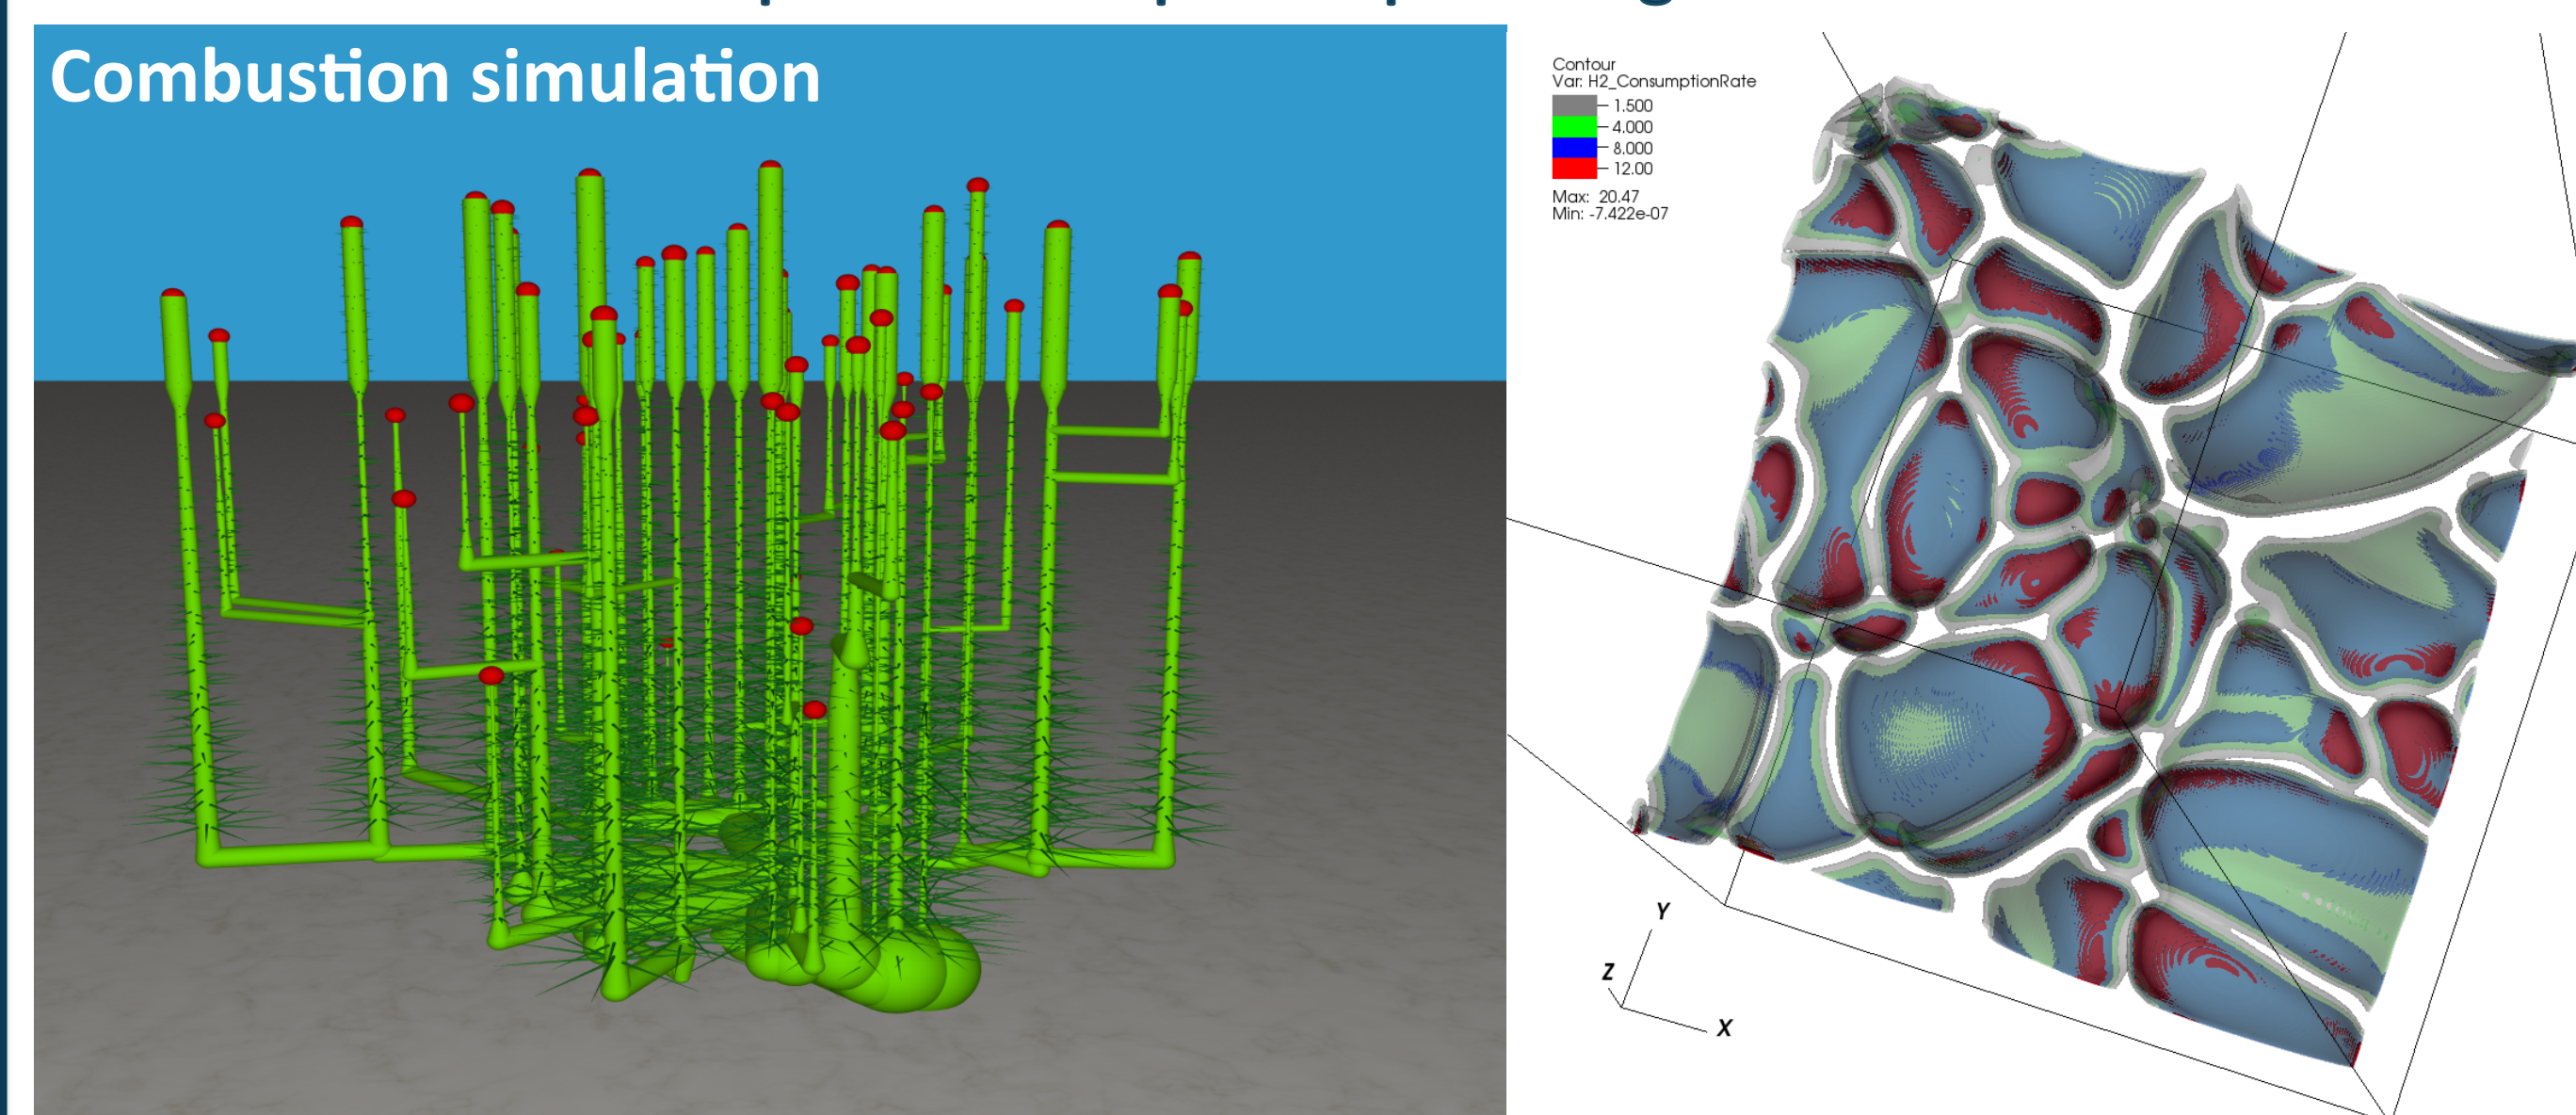 Combustion simulation
Contour
Var: H2_ConsumptionRate
1.500
4.000
8.000
12.00
Max: 20.47
Min: -7.422e-07
Y
Z
X